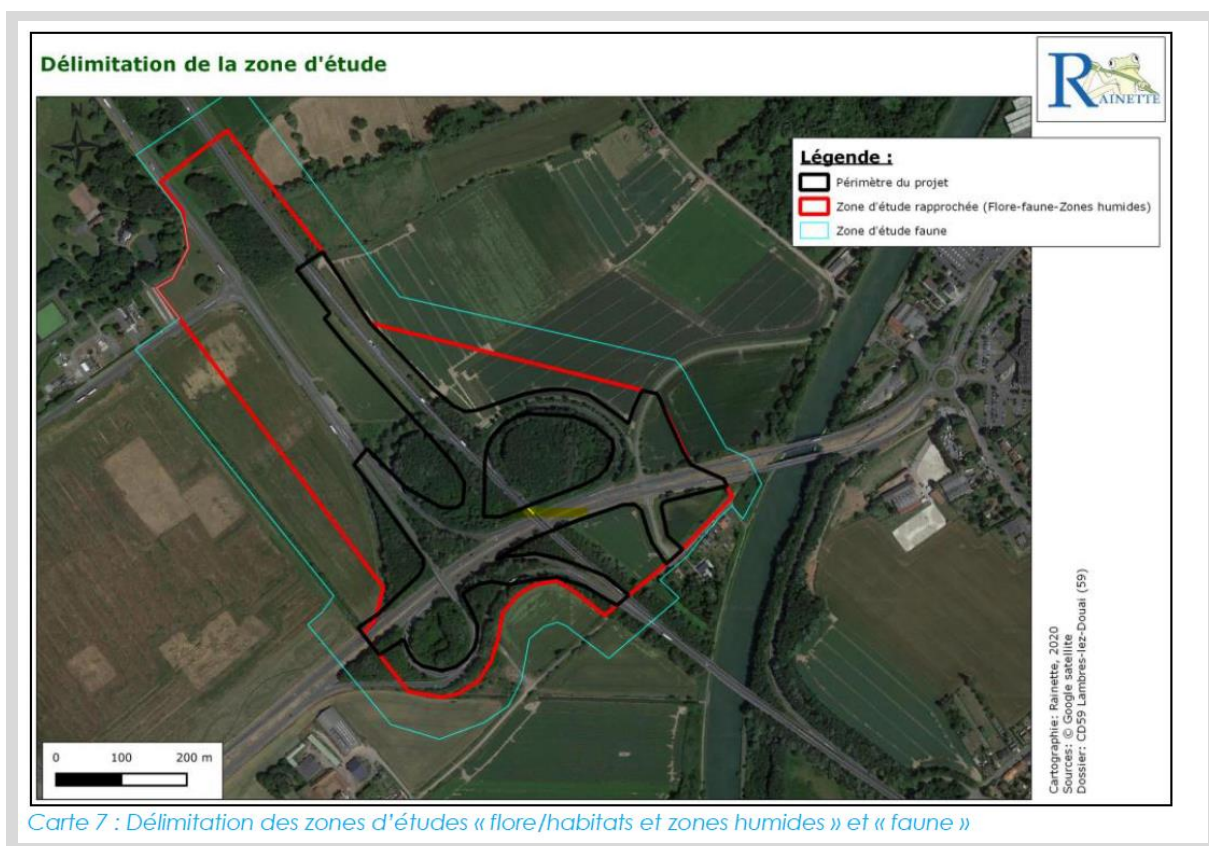 Délimitation de la zone d'étude
RAINETTE
N
Légende :
Périmètre du projet
Zone d'étude rapprochée (Flore-faune-Zones humides)
Zone d'étude faune
0 100 200 m
Cartographie: Rainette, 2020
Sources: © Google satellite
Dossier: CD59 Lambres-lez-Douai (59)
Carte 7 : Délimitation des zones d'études « flore/habitats et zones humides » et « faune »